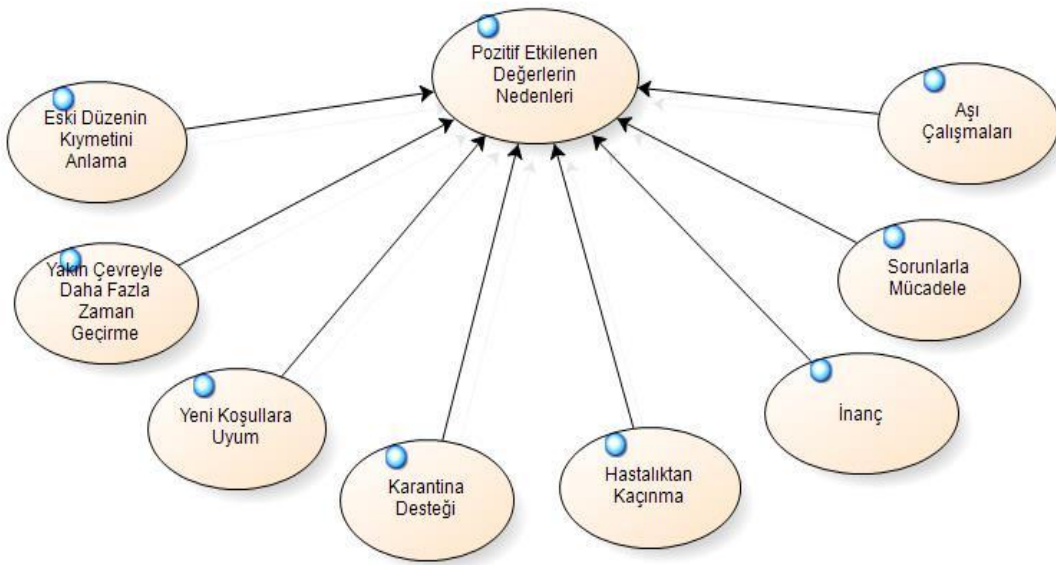 Pozitif Etkilenen
Değerlerin
Nedenleri
Eski Düzenin
Kıymetini
Anlama
Yakın Çevreyle
Daha Fazla
Zaman
Geçirme
Yeni Koşullara
Uyum
Karantina
Desteği
Hastalıktan
Kaçınma
İnanç
Sorunlarla
Mücadele
Aşı
Çalışmaları